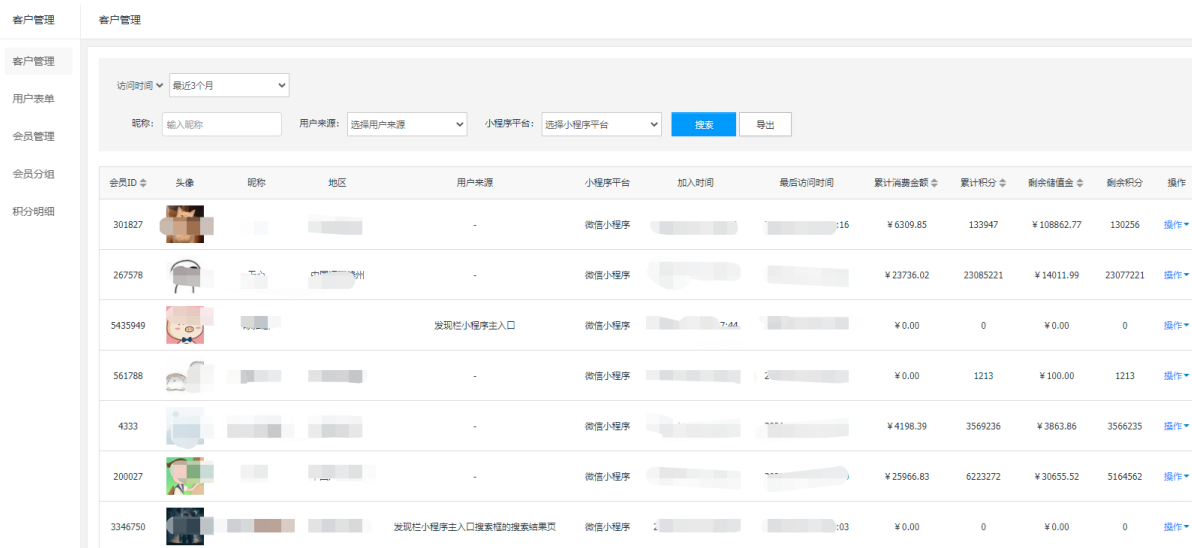 客户管理 客户管理
客户管理
用户表单
会员管理
会员分组
积分明细
访问时间 最近3个月
昵称: 输入昵称 用户来源: 选择用户来源 小程序平台: 选择小程序平台 搜索 导出
会员ID 头像 昵称 地区 用户来源 小程序平台 加入时间 最后访问时间 累计消费金额 累计积分 剩余储值金 剩余积分 操作
301827 - 微信小程序 :16 ￥6309.85 133947 ￥108862.77 130256 操作
267578 - 微信小程序 ￥23736.02 23085221 ￥14011.99 23077221 操作
5435949 发现栏小程序主入口 微信小程序 ￥0.00 0 ￥0.00 0 操作
561788 - 微信小程序 ￥0.00 1213 ￥100.00 1213 操作
4333 - 微信小程序 ￥4198.39 3569236 ￥3863.86 3566235 操作
200027 - 微信小程序 ￥25966.83 6223272 ￥30655.52 5164562 操作
3346750 发现栏小程序主入口搜索框的搜索结果页 微信小程序 :03 ￥0.00 0 ￥0.00 0 操作